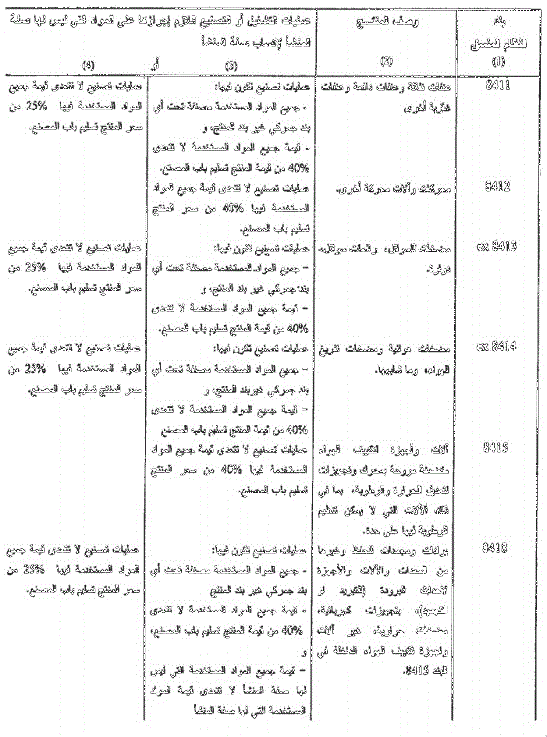 بند النظام المنسق
(1)
وصف المنتج
(2)
عمليات التشغيل أو التصنيع اللازم إجراؤها على المواد التي ليس لها صفة
المنشأ لإكساب صفة المنشأ
(3) أو (4)
8411
عنفات نفاثة وعنفات دافعة وعنفات
غازية أخرى
عمليات تصنيع تكون فيها:
- جميع المواد المستخدمة مصنفة تحت أي
بند جمركي غير بند المنتج، و
- قيمة جميع المواد المستخدمة لا تتعدى
40% من قيمة المنتج تسليم باب المصنع.
عمليات تصنيع لا تتعدى قيمة جميع
المواد المستخدمة فيها 25% من
سعر المنتج تسليم باب المصنع.
8412
محركات وآلات محركة أخرى.
عمليات تصنيع لا تتعدى قيمة جميع المواد
المستخدمة فيها 40% من سعر المنتج
تسليم باب المصنع.
ex 8413
مضخات للسوائل،
عمليات تصنيع تكون فيها:
– جميع المواد المستخدمة مصنفة تحت أي
بند جمركي غير بند المنتج، و
– قيمة جميع المواد المستخدمة لا تتعدى
40% من قيمة المنتج تسليم باب المصنع.
عمليات تصنيع لا تتعدى قيمة جميع
المواد المستخدمة فيها 25% من
سعر المنتج تسليم باب المصنع.
ex 8414
مضخات هوائية ومضخات تفريغ
الهواء، وما شابهها.
عمليات تصنيع تكون فيها:
– جميع المواد المستخدمة مصنفة تحت أي
بند جمركي غير بند المنتج، و
– قيمة جميع المواد المستخدمة لا تتعدى
40% من قيمة المنتج تسليم باب المصنع
عمليات تصنيع لا تتعدى قيمة جميع
المواد المستخدمة فيها 25% من
سعر المنتج تسليم باب المصنع.
8415
آلات وأجهزة لتكييف الهواء
متضمنة مروحة بمحرك وتجهيزات
لتعديل الحرارة والرطوبة، بما في
ذلك الآلات التي لا يمكن تنظيم
الرطوبة فيها على حدة.
عمليات تصنيع لا تتعدى قيمة جميع المواد
المستخدمة فيها 40% من سعر المنتج
تسليم باب المصنع.
8418
برادات ومجمدات للحفظ وغيرها
من المعدات والآلات والأجهزة
لإحداث البرودة (للتبريد أو
للتجميد)، بتجهيزات كهربائية،
مضخات حرارية، غير آلات
وأجهزة تكييف الهواء الداخلة في
البند 8415.
عمليات تصنيع تكون فيها:
- جميع المواد المستخدمة مصنفة تحت أي
بند جمركي غير بند المنتج
- قيمة جميع المواد المستخدمة لا تتعدى
40% من قيمة المنتج تسليم باب المصنع،
و
– قيمة جميع المواد المستخدمة التي ليس
لها صفة المنشأ لا تتعدى قيمة المواد
المستخدمة التي لها صفة المنشأ
عمليات تصنيع لا تتعدى قيمة جميع
المواد المستخدمة فيها 25% من
سعر المنتج تسليم باب المصنع.